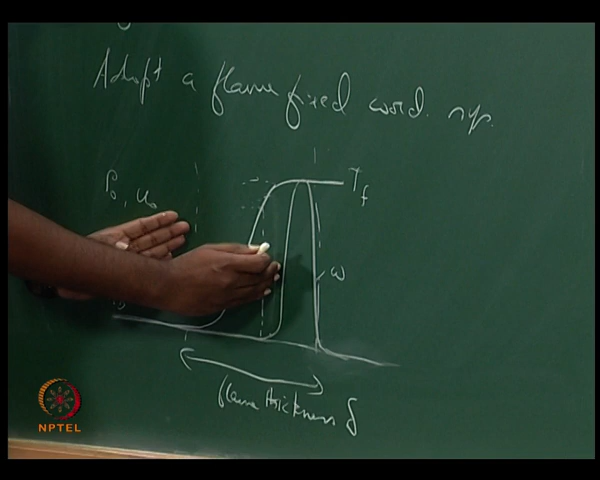 Adopt a flame fixed coord. sys.
ρ₀, u₀
T_f
ω
flame thickness δ
NPTEL